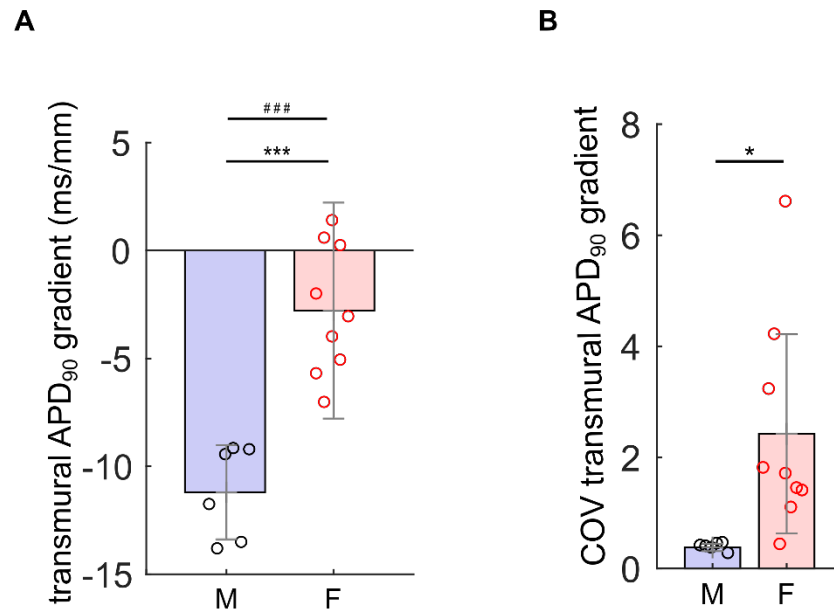 A
transmural APD90 gradient (ms/mm)
5
0
-5
-10
-15
###
***
M
F
B
COV transmural APD90 gradient
8
6
4
2
0
*
M
F